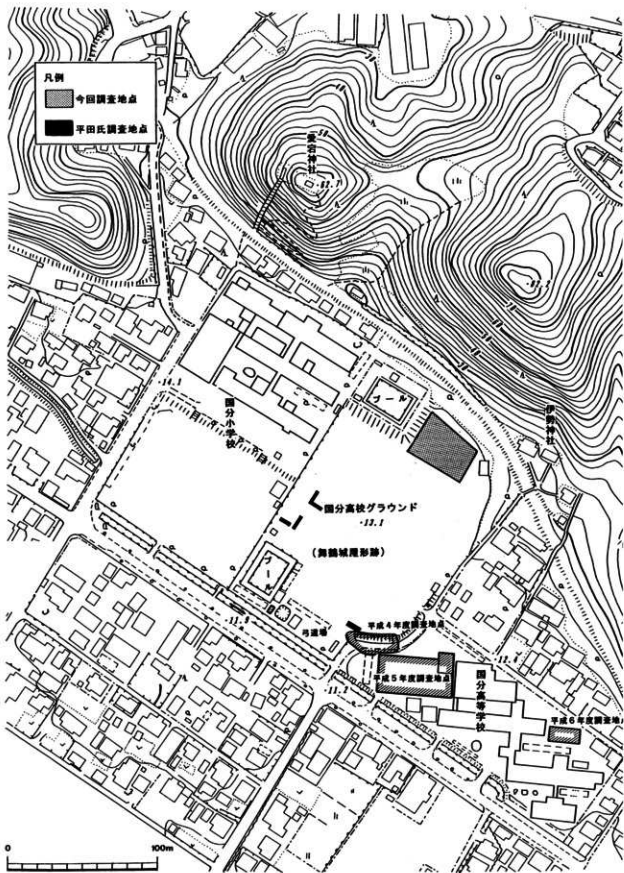 凡例
今回調査地点
平田氏調査地点
愛宕神社
伊勢神社
プール
国分小学校
国分高校グラウンド
·13.1
(舞鶴城屋形跡)
·14.1
プール
·11.9
弓道場
平成4年度調査地点
·12.4
平成5年度調査地点
国分高等学校
·11.2
平成6年度調査地点
0
100m